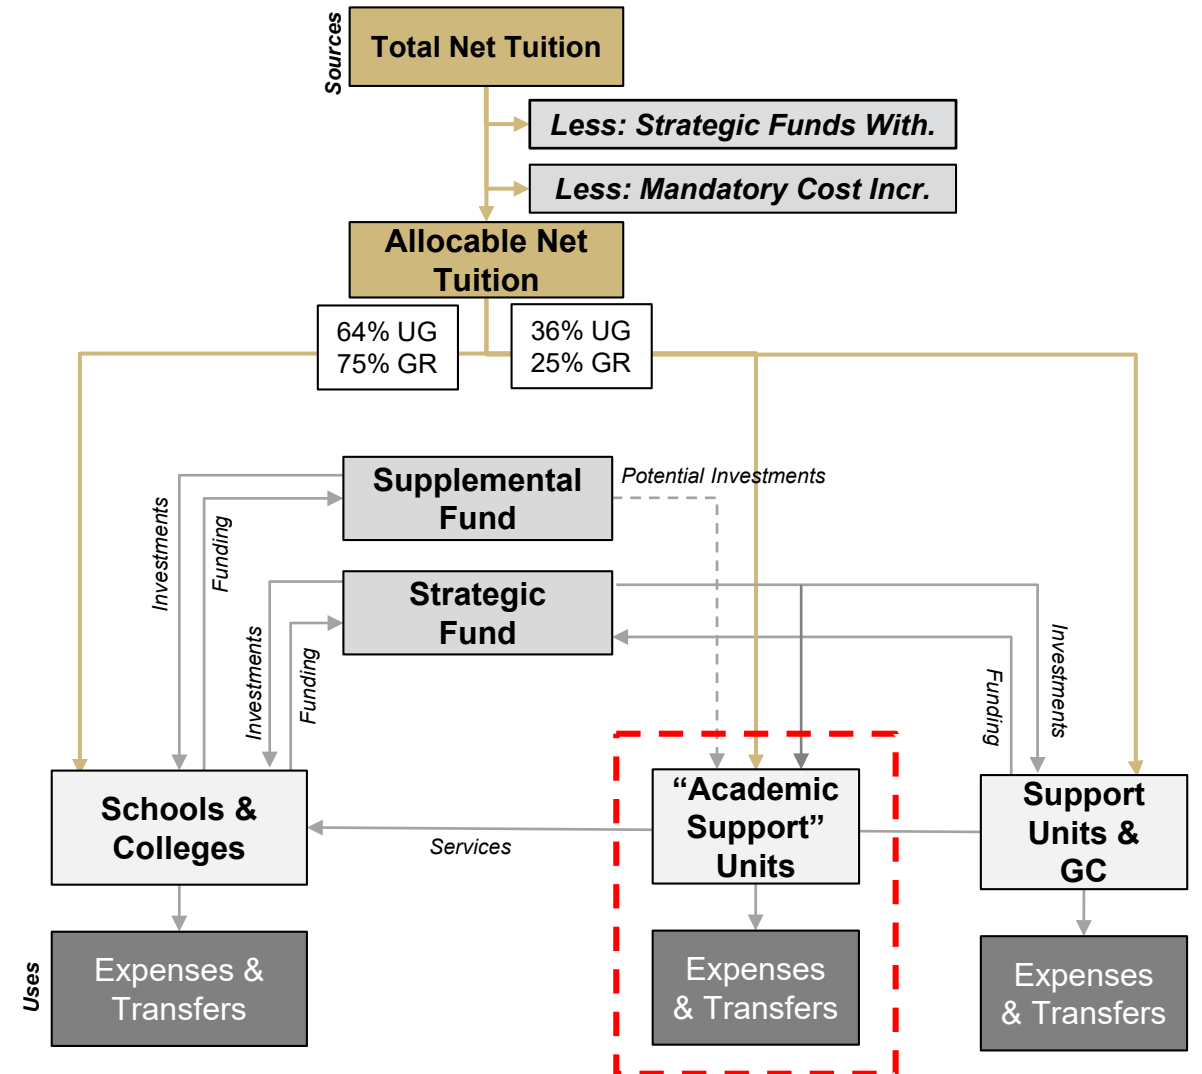 Sources
Total Net Tuition
Less: Strategic Funds With.
Less: Mandatory Cost Incr.
Allocable Net
Tuition
64% UG
75% GR
36% UG
25% GR
Supplemental
Fund
Potential Investments
Investments
Funding
Strategic
Fund
Investments
Funding
Funding
Investments
Schools &
Colleges
Services
“Academic
Support”
Units
Support
Units &
GC
Uses
Expenses &
Transfers
Expenses
& Transfers
Expenses
& Transfers